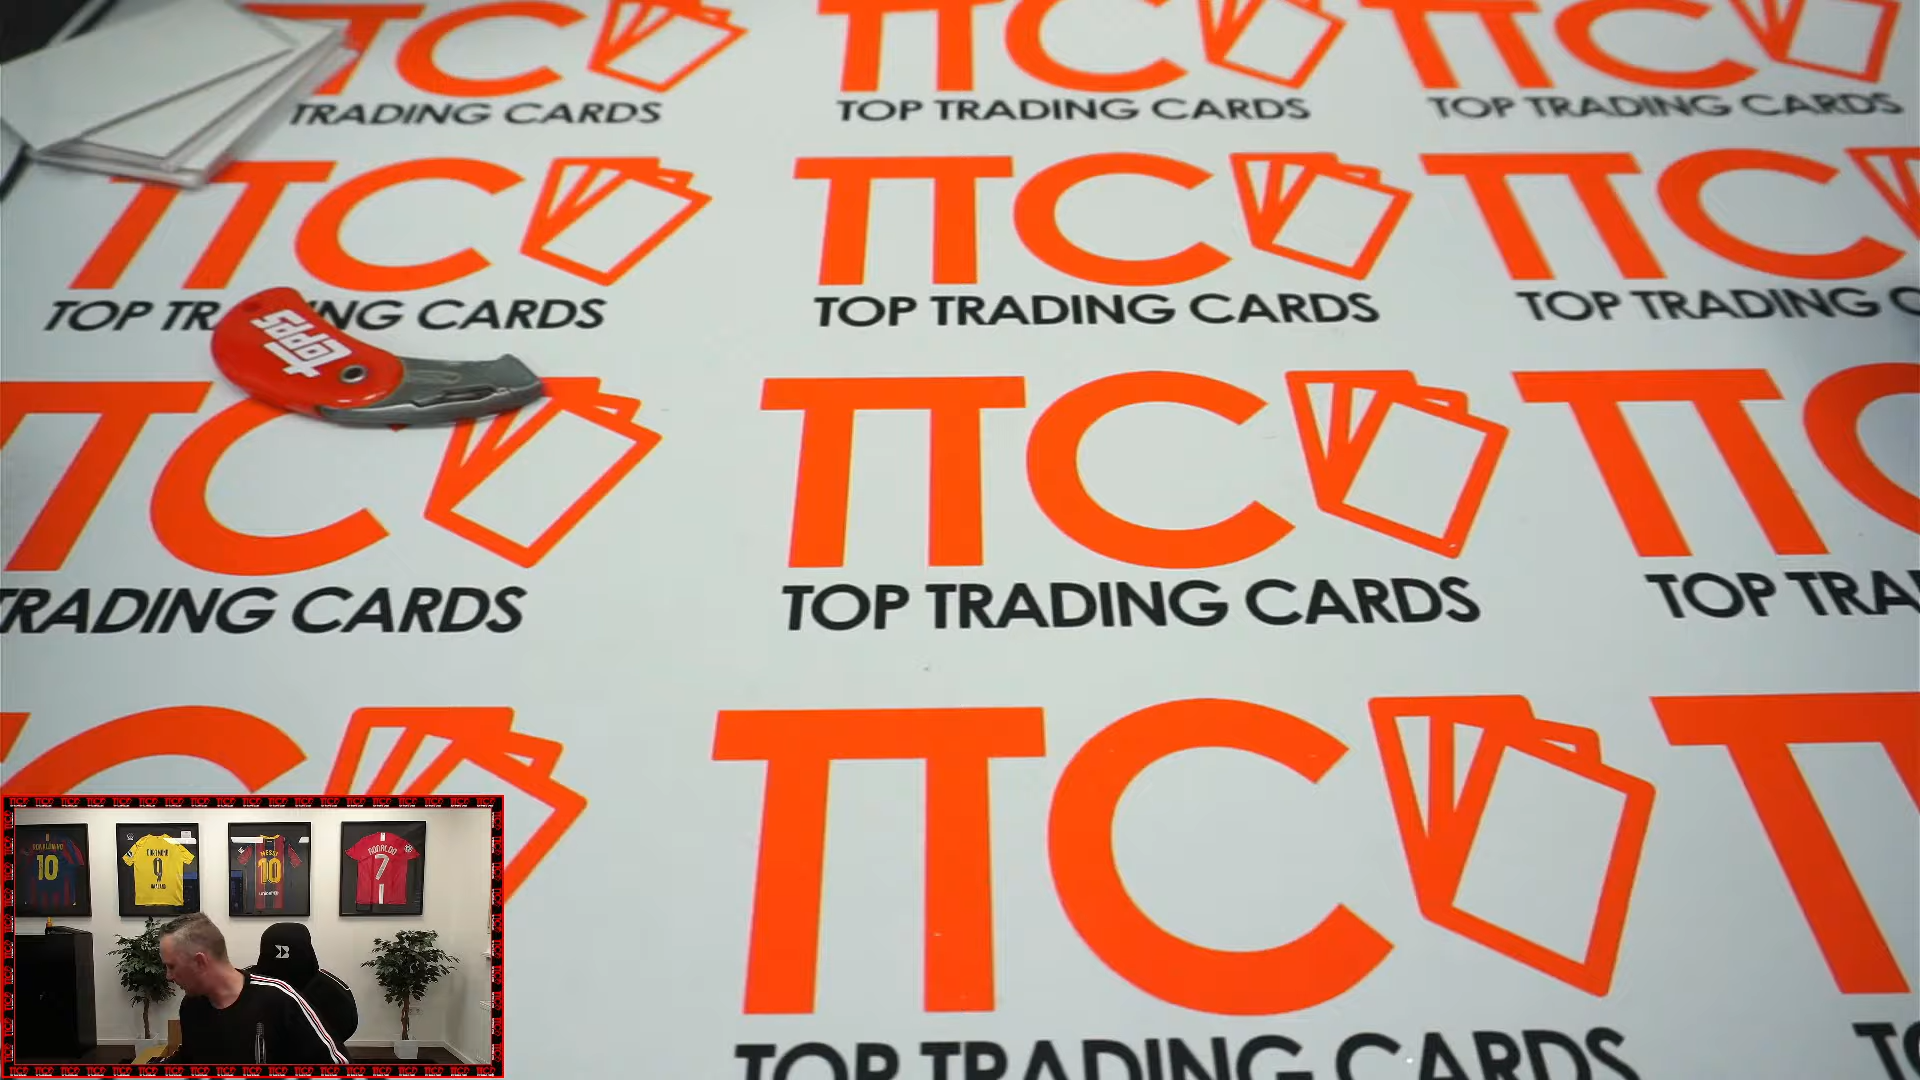 TTC
TRADING CARDS
TTC
TOP TRADING CARDS
TTC
TOP TRADING CARDS
TTC
TOP TR
NG CARDS
TTC
TOP TRADING CARDS
TTC
TOP TRADING C
topps
TTC
TRADING CARDS
TTC
TOP TRADING CARDS
TTC
TOP TRA
TTC
TOP TRADING CARDS
10
9
MESSI
10
RONALDO
7